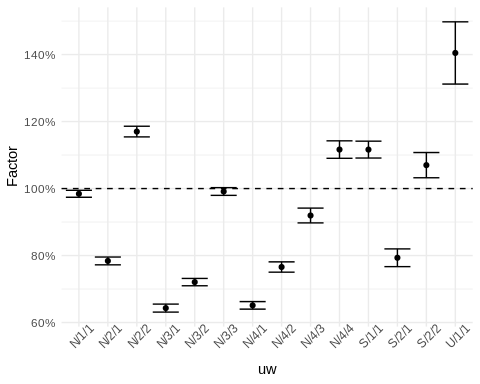 Factor
140%
120%
100%
80%
60%
N/1/1
N/2/1
N/2/2
N/3/1
N/3/2
N/3/3
N/4/1
N/4/2
N/4/3
N/4/4
S/1/1
S/2/1
S/2/2
U/1/1
uw